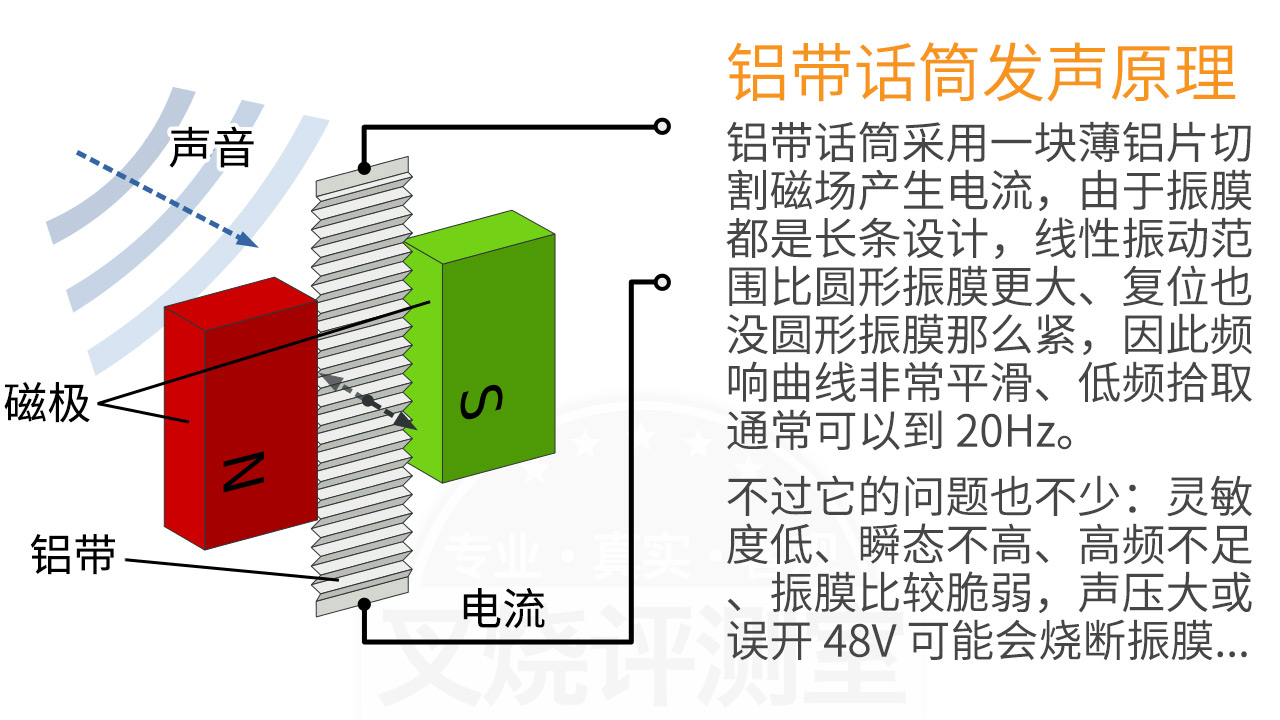 铝带话筒发声原理
声音
铝带话筒采用一块薄铝片切
割磁场产生电流，由于振膜
都是长条设计，线性振动范
围比圆形振膜更大、复位也
没圆形振膜那么紧，因此频
响曲线非常平滑、低频拾取
通常可以到 20Hz。
磁极
S
N
铝带
电流
不过它的问题也不少：灵敏
度低、瞬态不高、高频不足
、振膜比较脆弱，声压大或
误开 48V 可能会烧断振膜...
专业·真实·
叉烧评测室